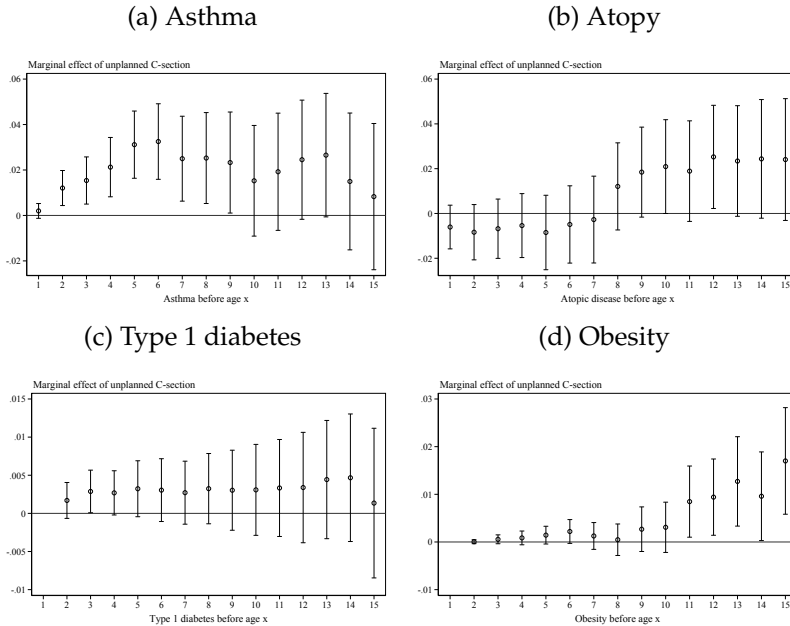 (a) Asthma
Marginal effect of unplanned C-section
.06
.04
.02
0
-.02
1 2 3 4 5 6 7 8 9 10 11 12 13 14 15
Asthma before age x
(b) Atopy
Marginal effect of unplanned C-section
.06
.04
.02
0
-.02
1 2 3 4 5 6 7 8 9 10 11 12 13 14 15
Atopic disease before age x
(c) Type 1 diabetes
Marginal effect of unplanned C-section
.015
.01
.005
0
-.005
-.01
1 2 3 4 5 6 7 8 9 10 11 12 13 14 15
Type 1 diabetes before age x
(d) Obesity
Marginal effect of unplanned C-section
.03
.02
.01
0
-.01
1 2 3 4 5 6 7 8 9 10 11 12 13 14 15
Obesity before age x